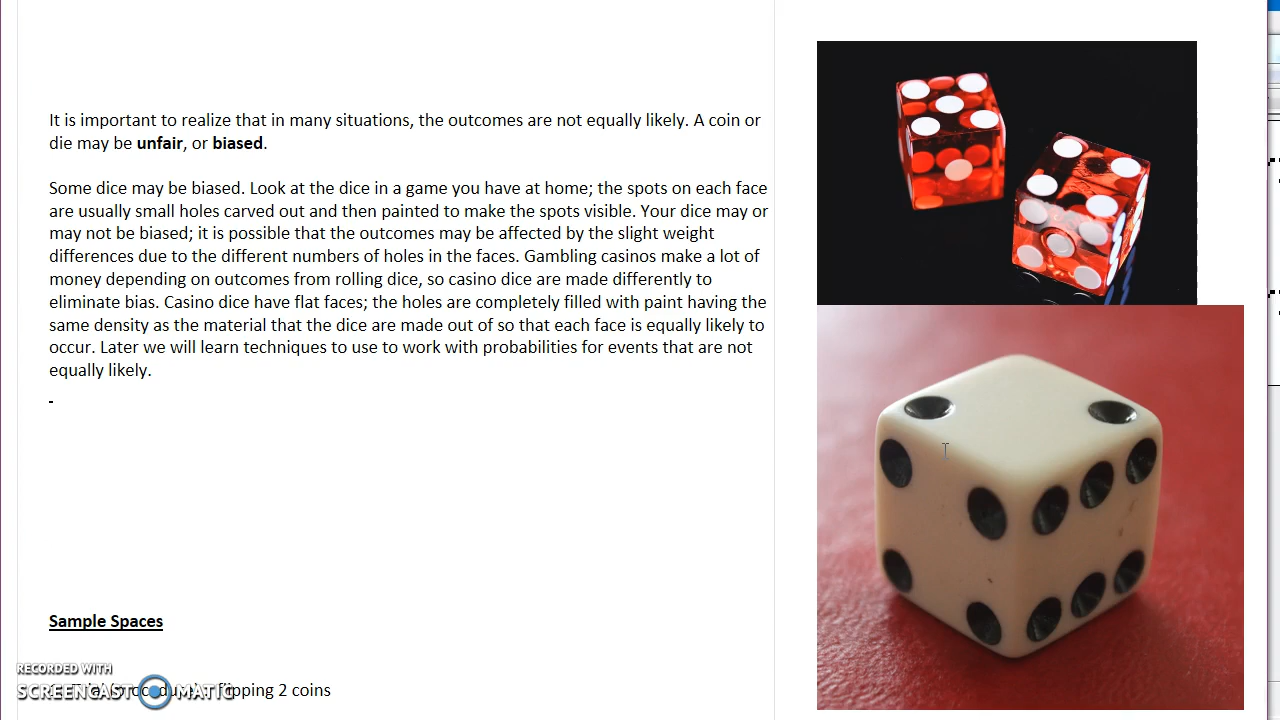 It is important to realize that in many situations, the outcomes are not equally likely. A coin or
die may be unfair, or biased.
Some dice may be biased. Look at the dice in a game you have at home; the spots on each face
are usually small holes carved out and then painted to make the spots visible. Your dice may or
may not be biased; it is possible that the outcomes may be affected by the slight weight
differences due to the different numbers of holes in the faces. Gambling casinos make a lot of
money depending on outcomes from rolling dice, so casino dice are made differently to
eliminate bias. Casino dice have flat faces; the holes are completely filled with paint having the
same density as the material that the dice are made out of so that each face is equally likely to
occur. Later we will learn techniques to use to work with probabilities for events that are not
equally likely.
Sample Spaces
RECORDED WITH
SCREENCAST MATIC
flipping 2 coins